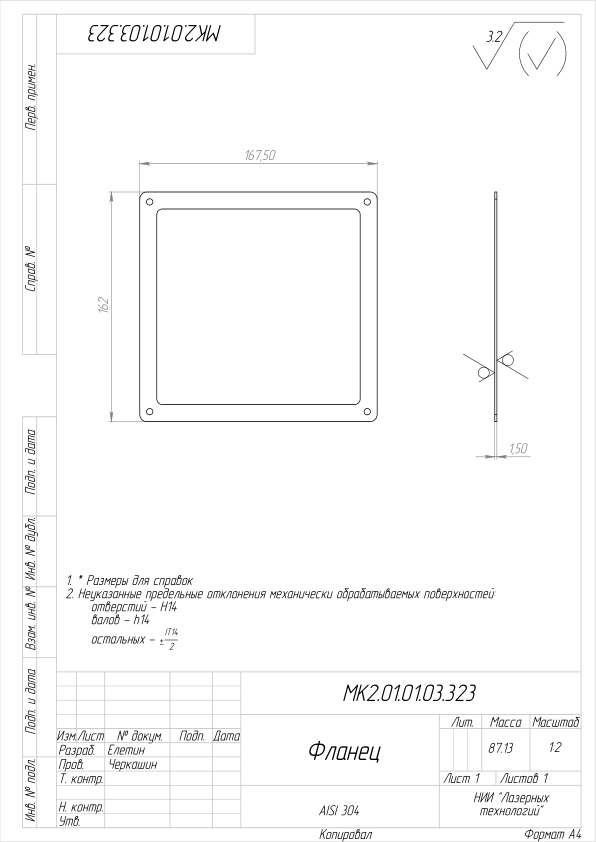 МК2.01.01.03.323
3.2
Перв. примен.
Справ. №
167,50
162
1,50
Подп. и дата
Инв. № дубл.
Взам. инв. №
Подп. и дата
Инв. № подл.
1. * Размеры для справок
2. Неуказанные предельные отклонения механически обрабатываемых поверхностей:
отверстий – H14
валов – h14
остальных – ± IT14
2
МК2.01.01.03.323
Изм. Лист № докум. Подп. Дата
Разраб. Елетин
Пров. Черкашин
Т. контр.
Н. контр.
Утв.
Фланец
Лит. Масса Масштаб
87.13 1:2
Лист 1 Листов 1
AISI 304
НИИ "Лазерных
технологий"
Копировал Формат А4